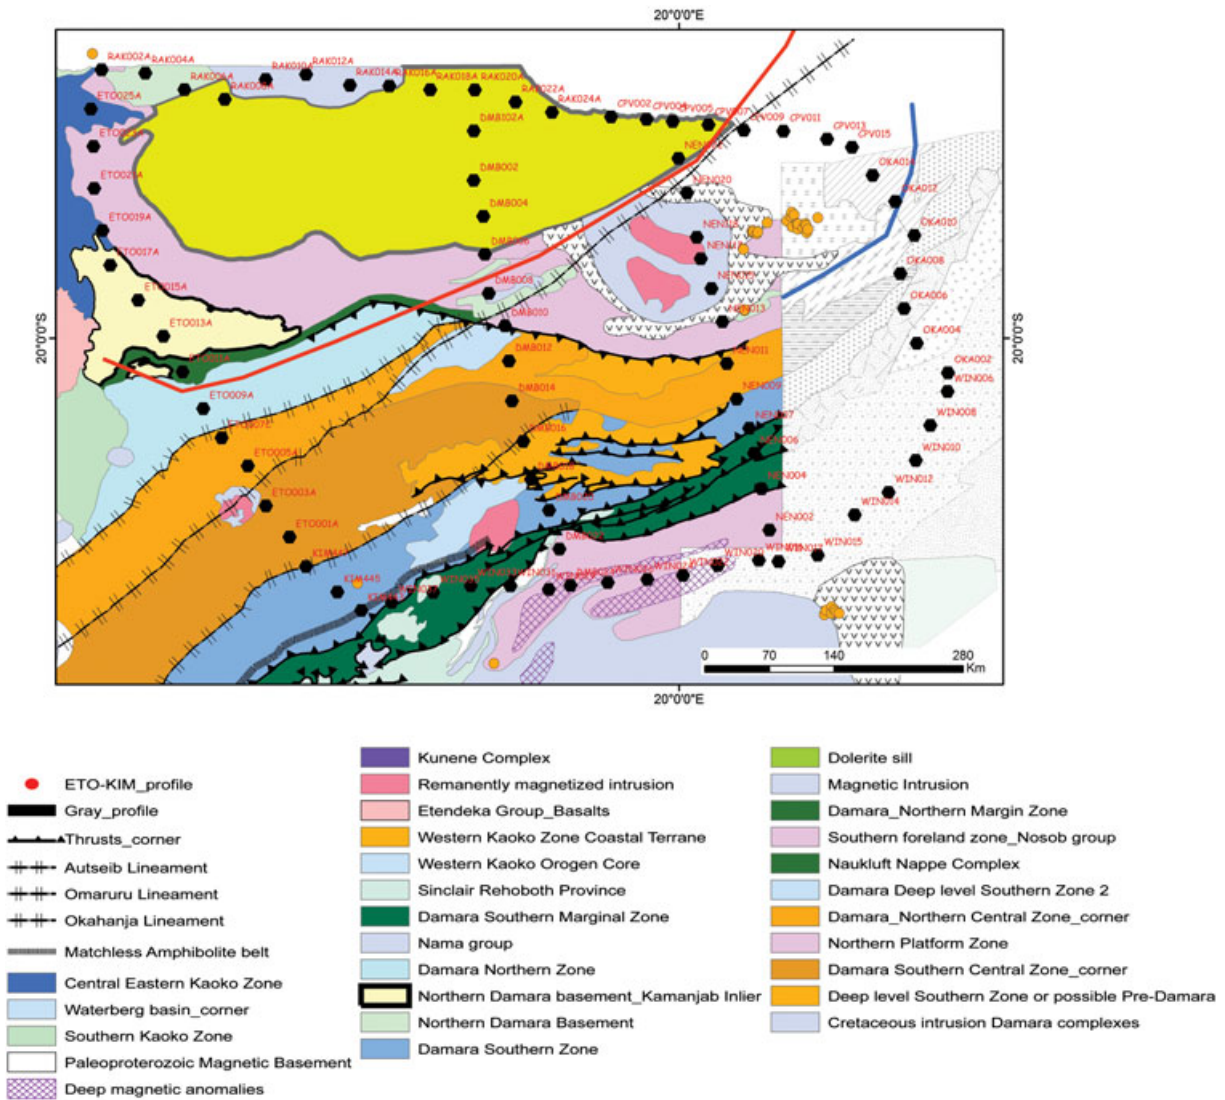 20°0'0"E
RAK002A
RAK004A
RAK010A
RAK012A
RAK014A
RAK016A
RAK018A
RAK020A
RAK022A
RAK024A
RAK008A
ETO025A
CPV002
CPV005
CPV007
CPV009
CPV011
CPV013
CPV015
DMB102A
OKA014
DMB002
NEN020
OKA012
ETO019A
DMB004
OKA010
ETO017A
OKA008
ETO015A
DMB008
OKA006
ETO013A
DMB010
NEN013
OKA004
20°0'0"S
20°0'0"S
DMB012
NEN011
OKA002
WIN006
ETO009A
DMB014
NEN009
WIN008
DMB016
WIN010
NEN004
WIN012
ETO003A
WIN014
ETO001A
NEN002
WIN015
KIM445
0 70 140 280
Km
20°0'0"E
ETO-KIM_profile
Gray_profile
Thrusts_corner
Autseib Lineament
Omaruru Lineament
Okahanja Lineament
Matchless Amphibolite belt
Central Eastern Kaoko Zone
Waterberg basin_corner
Southern Kaoko Zone
Paleoproterozoic Magnetic Basement
Deep magnetic anomalies
Kunene Complex
Remanently magnetized intrusion
Etendeka Group_Basalts
Western Kaoko Zone Coastal Terrane
Western Kaoko Orogen Core
Sinclair Rehoboth Province
Damara Southern Marginal Zone
Nama group
Damara Northern Zone
Northern Damara basement_Kamanjab Inlier
Northern Damara Basement
Damara Southern Zone
Dolerite sill
Magnetic Intrusion
Damara_Northern Margin Zone
Southern foreland zone_Nosob group
Naukluft Nappe Complex
Damara Deep level Southern Zone 2
Damara_Northern Central Zone_corner
Northern Platform Zone
Damara Southern Central Zone_corner
Deep level Southern Zone or possible Pre-Damara
Cretaceous intrusion Damara complexes